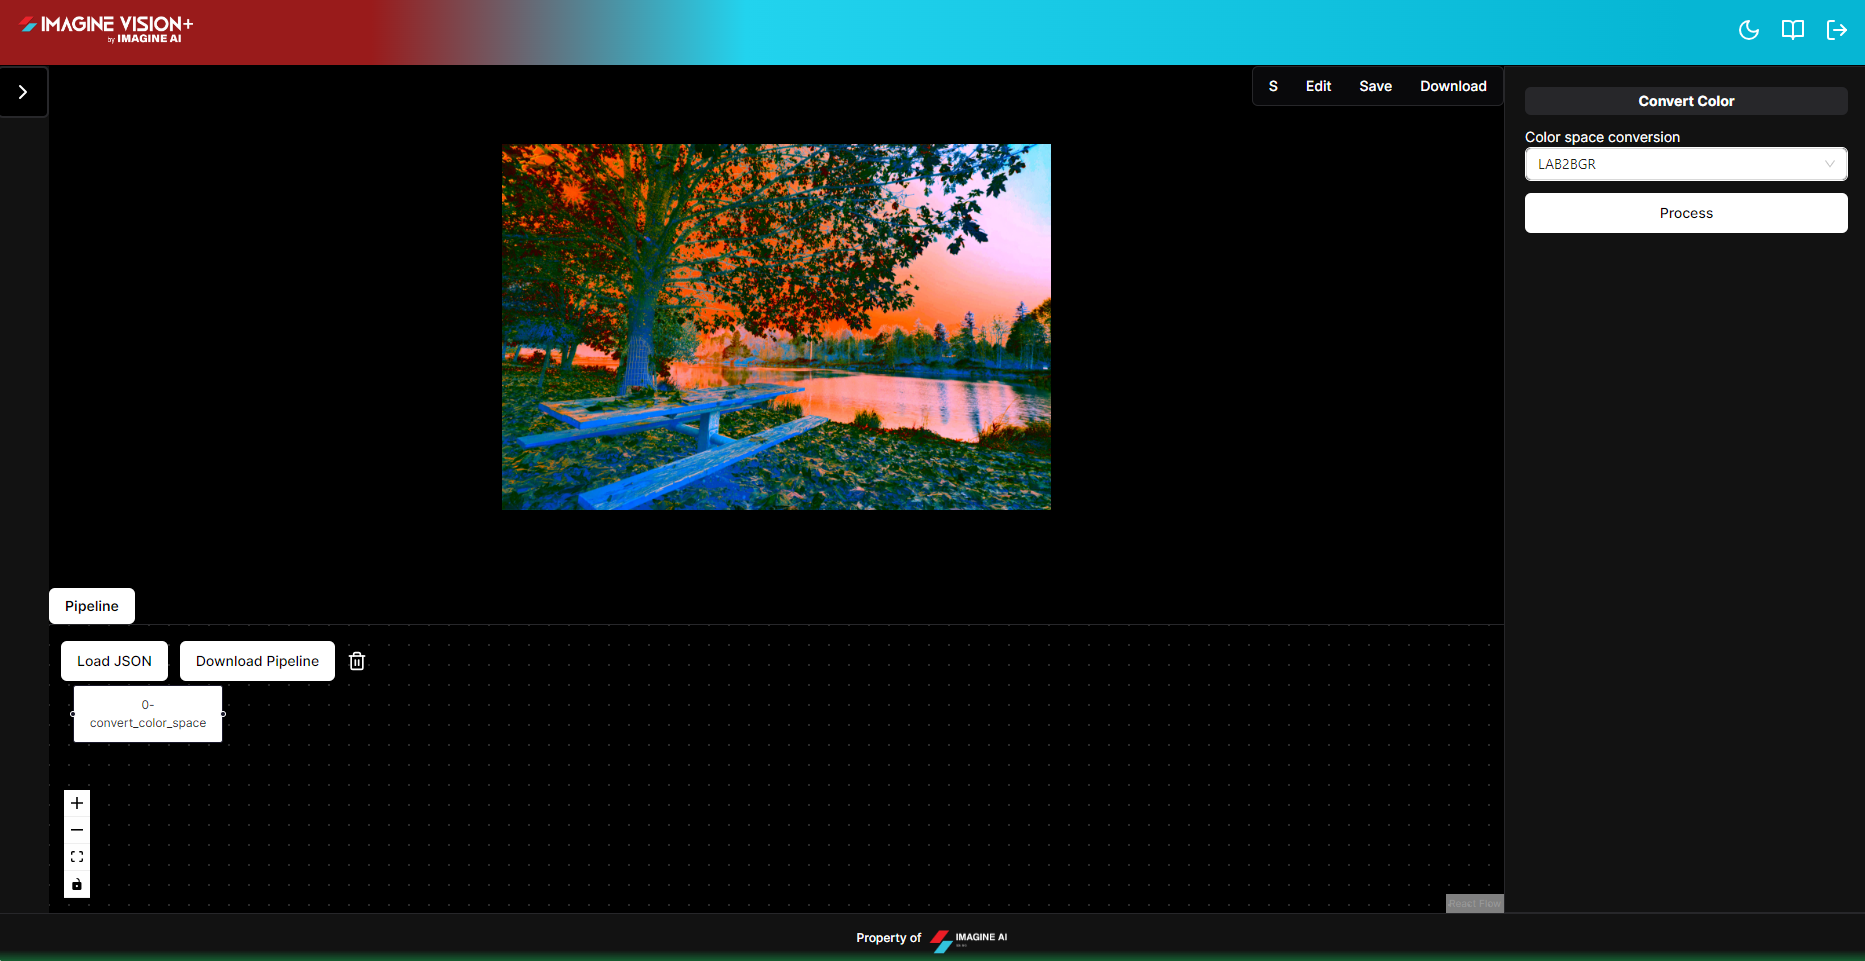 IMAGINE VISION+
by IMAGINE AI
S Edit Save Download
Convert Color
Color space conversion
LAB2BGR
Process
Pipeline
Load JSON Download Pipeline
0-
convert_color_space
React Flow
Property of IMAGINE AI